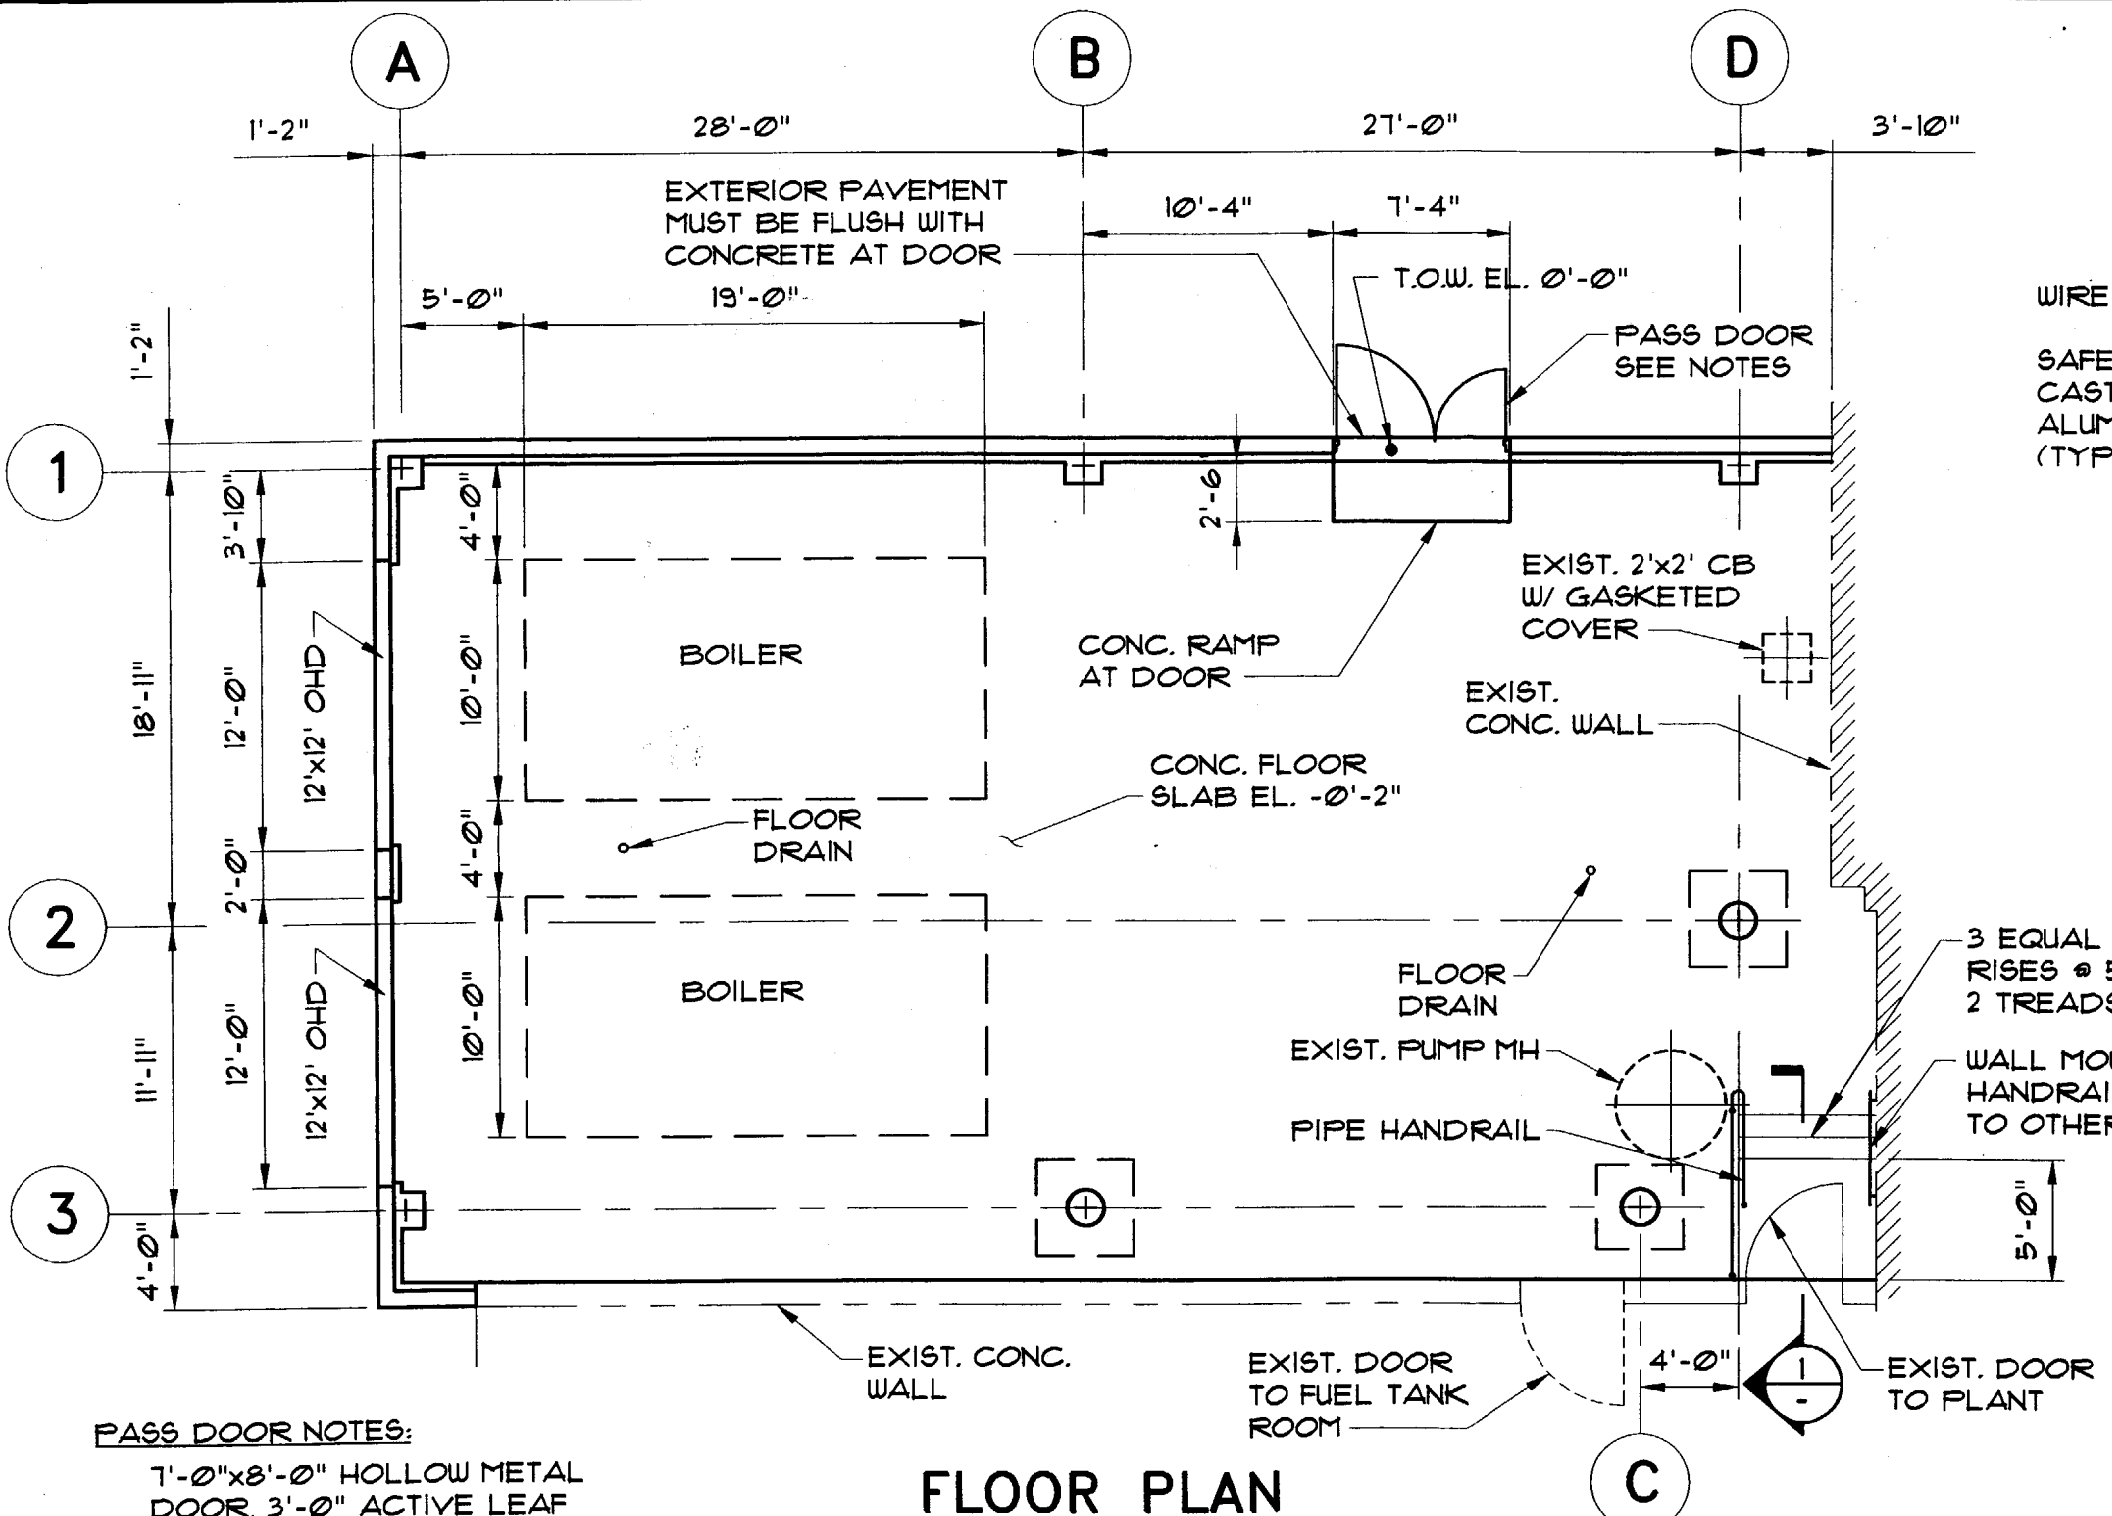 A
B
D
1'-2"
28'-0"
27'-0"
3'-10"
EXTERIOR PAVEMENT
MUST BE FLUSH WITH
CONCRETE AT DOOR
10'-4"
7'-4"
T.O.W. EL. 0'-0"
5'-0"
19'-0"
PASS DOOR
SEE NOTES
WIRE
SAFE
CAST
ALUM
(TYP
1'-2"
1
3'-10"
4'-0"
2'-6
EXIST. 2'x2' CB
W/ GASKETED
COVER
12'x12' OHD
BOILER
CONC. RAMP
AT DOOR
18'-11"
12'-0"
10'-0"
EXIST.
CONC. WALL
CONC. FLOOR
SLAB EL. -0'-2"
FLOOR
DRAIN
2'-0"
4'-0"
2
3 EQUAL
RISES @ 5
2 TREADS
FLOOR
DRAIN
12'x12' OHD
BOILER
11'-11"
12'-0"
10'-0"
EXIST. PUMP MH
WALL MOU
HANDRAI
TO OTHER
PIPE HANDRAIL
3
4'-0"
5'-0"
EXIST. CONC.
WALL
EXIST. DOOR
TO FUEL TANK
ROOM
4'-0"
1
-
EXIST. DOOR
TO PLANT
PASS DOOR NOTES:
7'-0"x8'-0" HOLLOW METAL
DOOR. 3'-0" ACTIVE LEAF
FLOOR PLAN
C